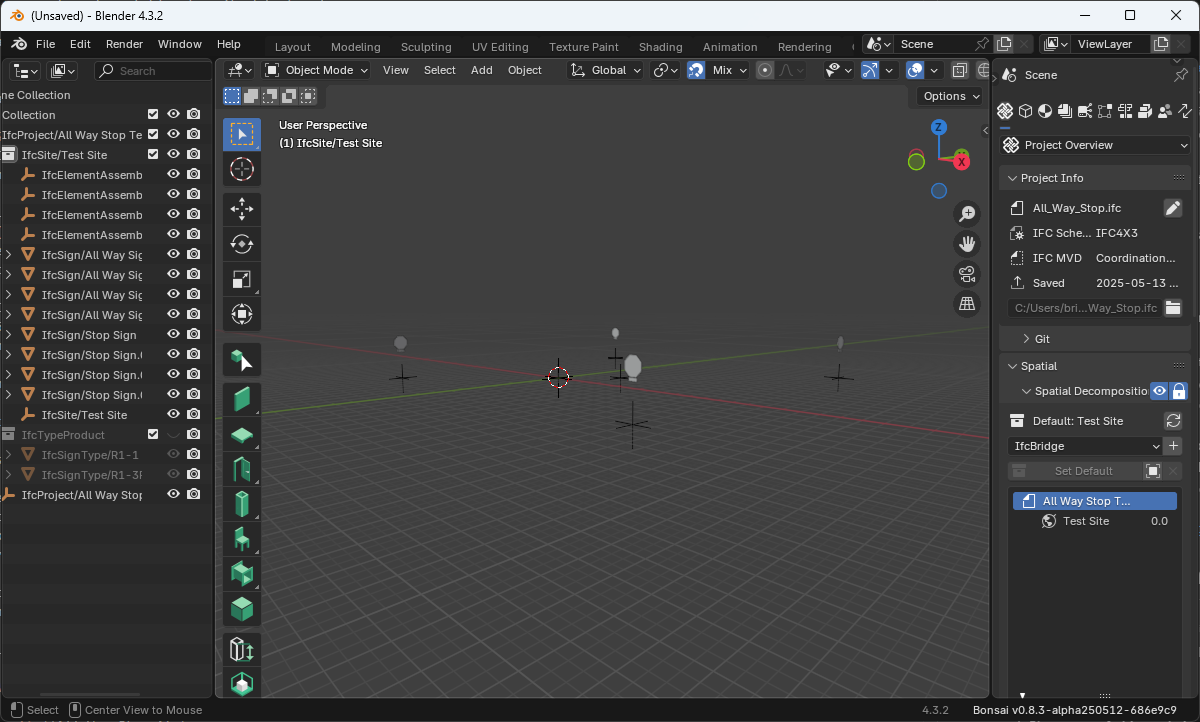 (Unsaved) - Blender 4.3.2
File Edit Render Window Help Layout Modeling Sculpting UV Editing Texture Paint Shading Animation Rendering Scene ViewLayer
Search
Object Mode View Select Add Object Global Mix
Options
User Perspective
(1) IfcSite/Test Site
Z
X
ne Collection
Collection
IfcProject/All Way Stop Te
IfcSite/Test Site
IfcElementAssemb
IfcElementAssemb
IfcElementAssemb
IfcElementAssemb
IfcSign/All Way Sig
IfcSign/All Way Sig
IfcSign/All Way Sig
IfcSign/All Way Sig
IfcSign/Stop Sign
IfcSign/Stop Sign.(
IfcSign/Stop Sign.(
IfcSign/Stop Sign.(
IfcSite/Test Site
IfcTypeProduct
IfcSignType/R1-1
IfcSignType/R1-3P
IfcProject/All Way Stop
Scene
Project Overview
Project Info
All_Way_Stop.ifc
IFC Sche... IFC4X3
IFC MVD Coordination...
Saved 2025-05-13 ...
C:/Users/bri...Way_Stop.ifc
Git
Spatial
Spatial Decompositio
Default: Test Site
IfcBridge
Set Default
All Way Stop T...
Test Site 0.0
Select Center View to Mouse 4.3.2 Bonsai v0.8.3-alpha250512-686e9c9